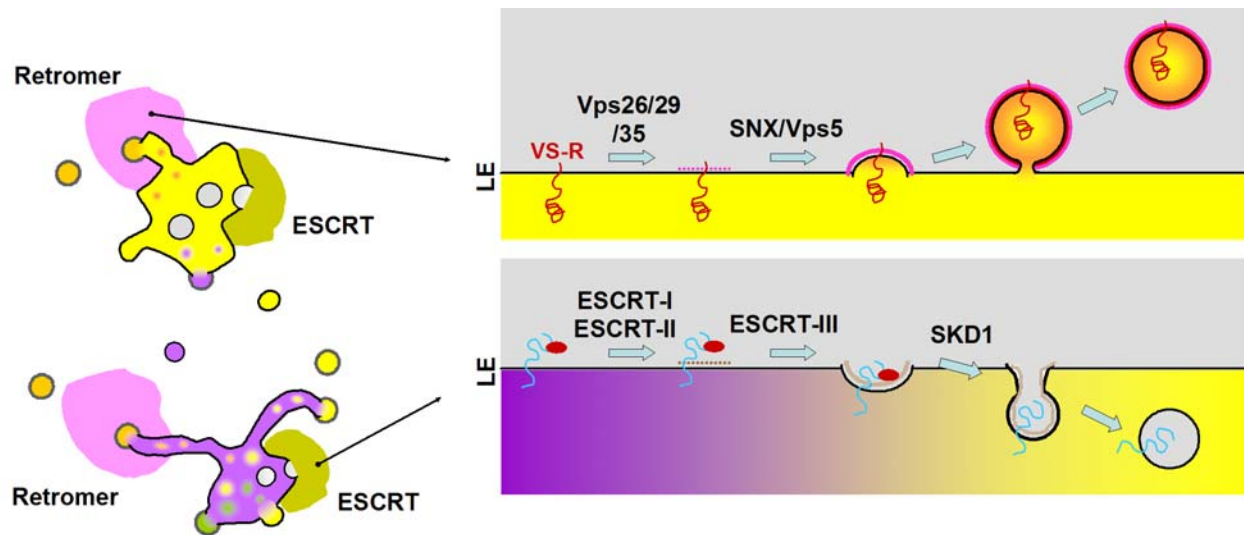 Retromer
ESCRT
Retromer
ESCRT
LE
VS-R
Vps26/29
/35
SNX/Vps5
LE
ESCRT-I
ESCRT-II
ESCRT-III
SKD1